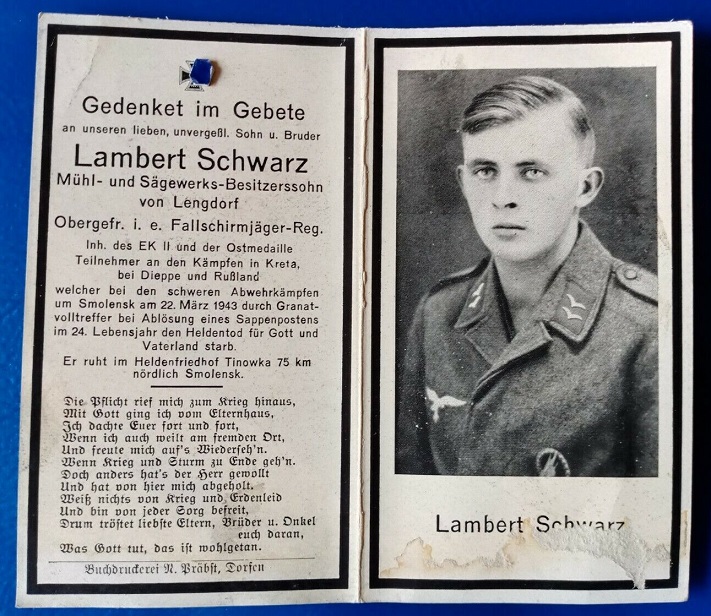 Gedenket im Gebete
an unseren lieben, unvergeßl. Sohn u. Bruder
Lambert Schwarz
Mühl- und Sägewerks-Besitzerssohn
von Lengdorf
Obergefr. i. e. Fallschirmjäger-Reg.
Inh. des EK II und der Ostmedaille
Teilnehmer an den Kämpfen in Kreta,
bei Dieppe und Rußland
welcher bei den schweren Abwehrkämpfen
um Smolensk am 22. März 1943 durch Granat-
volltreffer bei Ablösung eines Sappenpostens
im 24. Lebensjahr den Heldentod für Gott und
Vaterland starb.
Er ruht im Heldenfriedhof Tinowka 75 km
nördlich Smolensk.
Die Pflicht rief mich zum Krieg hinaus,
Mit Gott ging ich vom Elternhaus,
Ich dachte Euer fort und fort,
Wenn ich auch weilt am fremden Ort,
Und freute mich auf's Wiederseh'n.
Wenn Krieg und Sturm zu Ende geh'n.
Doch anders hat's der Herr gewollt
Und hat von hier mich abgeholt.
Weiß nichts von Krieg und Erdenleid
Und bin von jeder Sorg befreit,
Drum tröstet liebste Eltern, Brüder u. Onkel
euch daran,
Was Gott tut, das ist wohlgetan.
Buchdruckerei N. Präbst, Dorfen
Lambert Schwarz